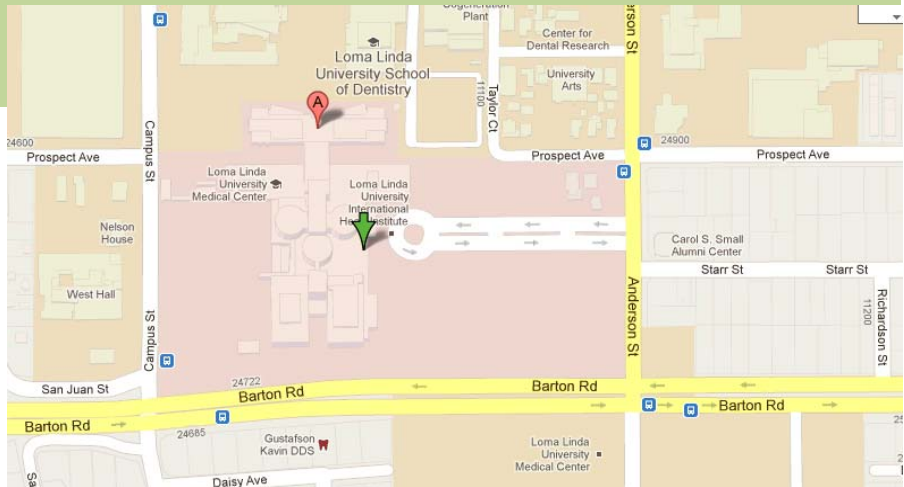 Cogeneration
Plant
Center for
Dental Research
Loma Linda
University School
of Dentistry
University
Arts
Taylor Ct
11100
Anderson St
A
24600
Campus St
24900
Prospect Ave
Prospect Ave
Prospect Ave
Loma Linda
University
Medical Center
Loma Linda
University
International
Institute
Nelson
House
Carol S. Small
Alumni Center
Starr St
Starr St
West Hall
Anderson St
Richardson St
11200
Campus St
San Juan St
24722
Barton Rd
Barton Rd
Barton Rd
Barton Rd
24685
Gustafson
Kavin DDS
Loma Linda
University
Medical Center
Daisy Ave